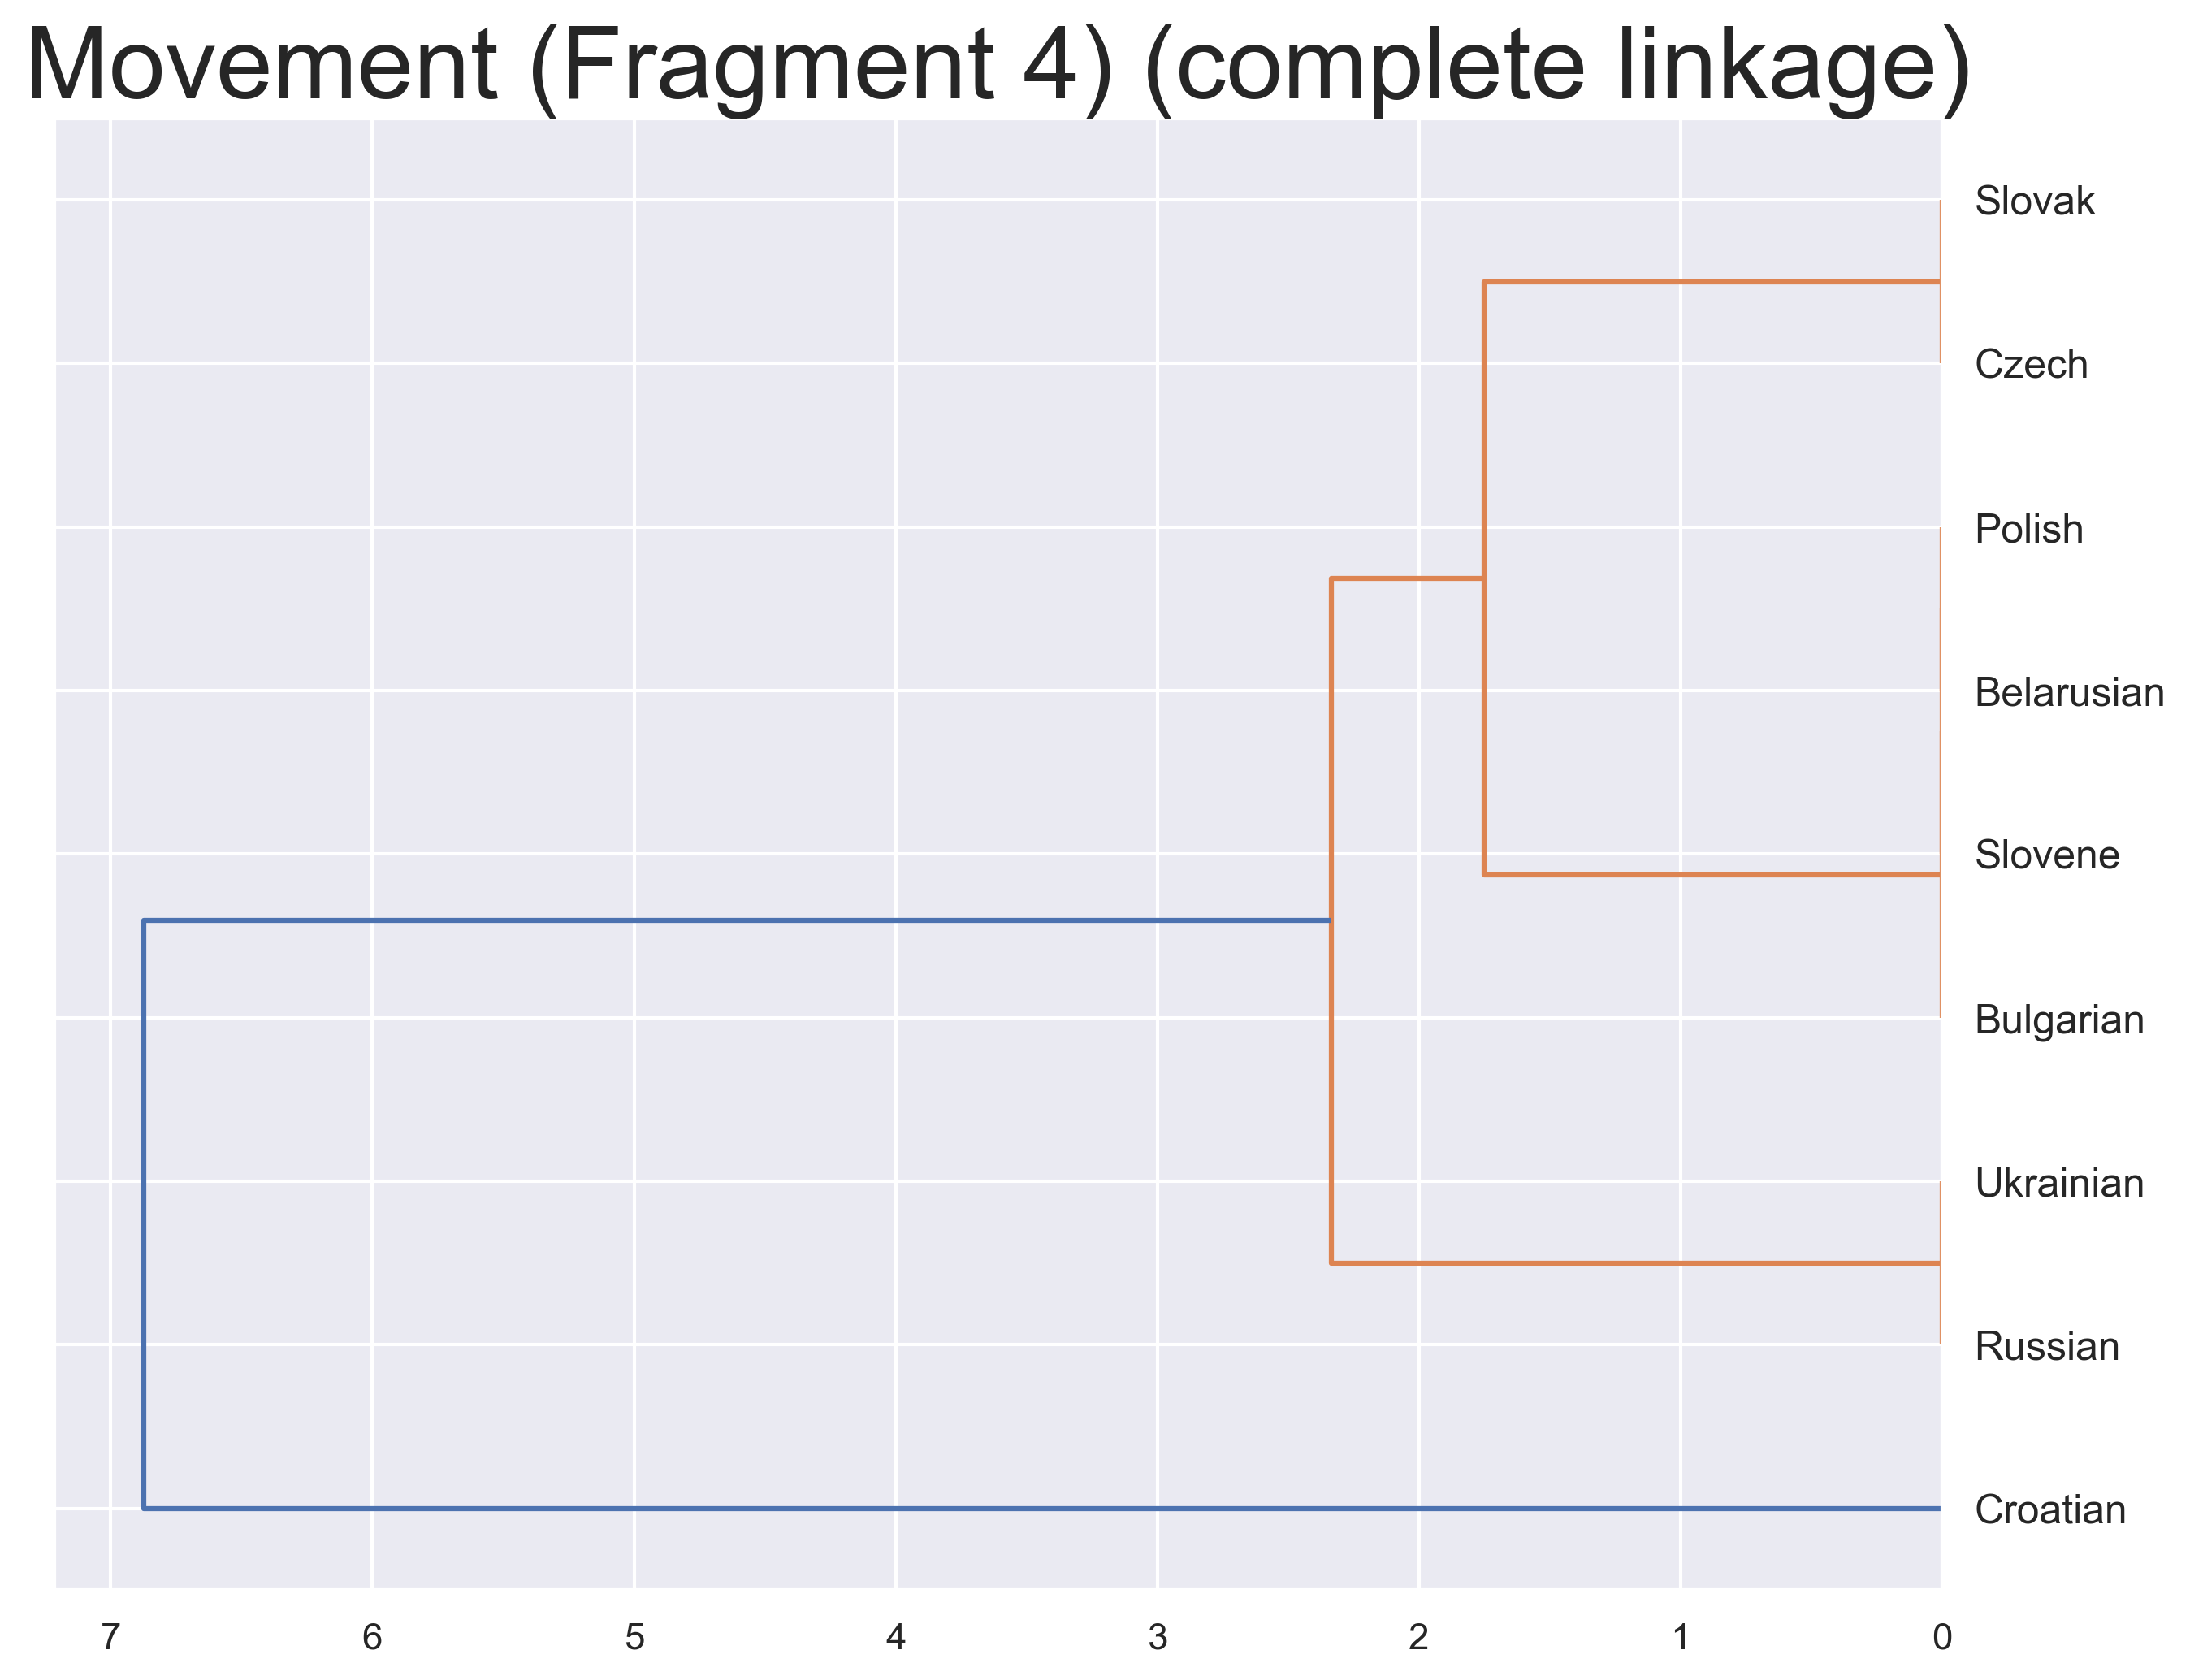 Movement (Fragment 4) (complete linkage)
Slovak
Czech
Polish
Belarusian
Slovene
Bulgarian
Ukrainian
Russian
Croatian
7 6 5 4 3 2 1 0